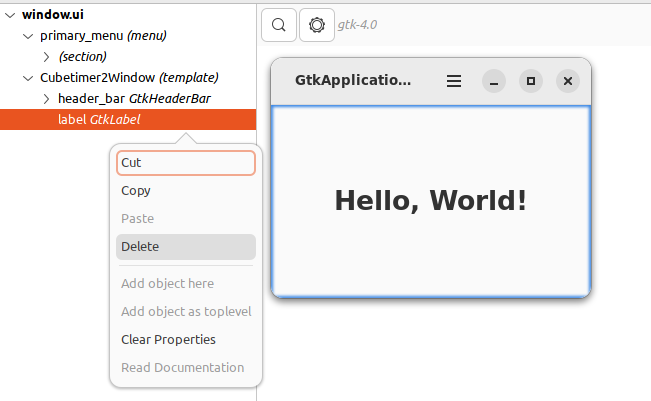 window.ui
primary_menu (menu)
(section)
Cubetimer2Window (template)
header_bar GtkHeaderBar
label GtkLabel
Cut
Copy
Paste
Delete
Add object here
Add object as toplevel
Clear Properties
Read Documentation
gtk-4.0
GtkApplicatio...
Hello, World!